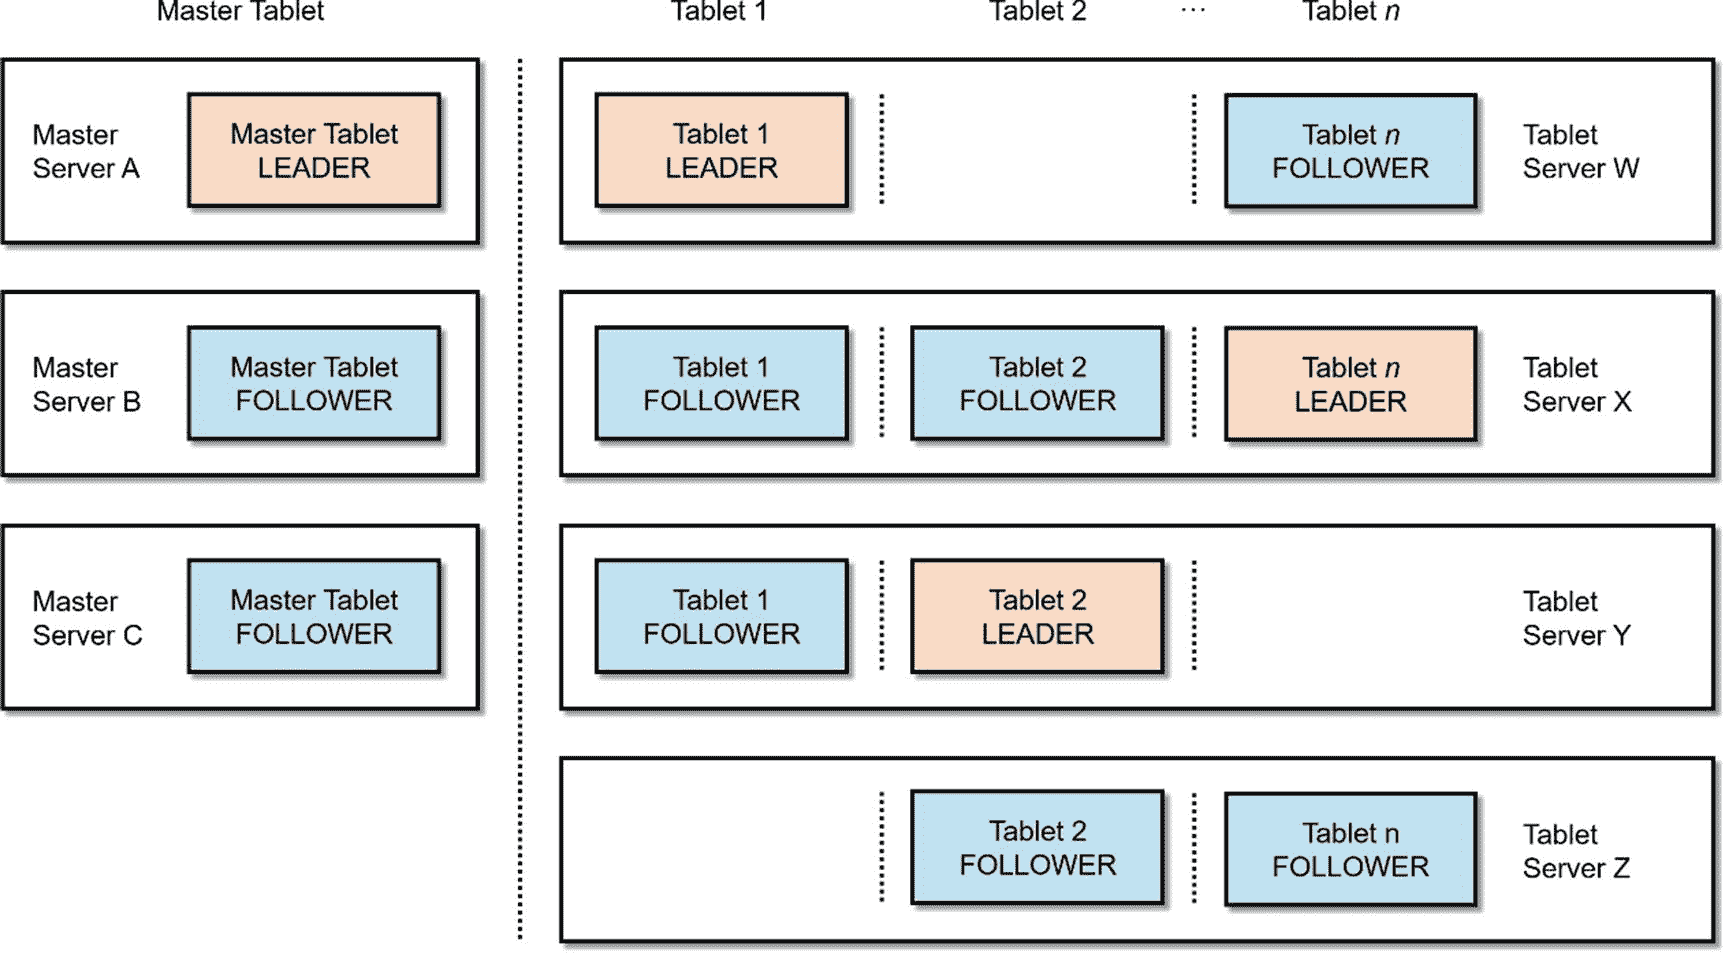 Master Tablet
Tablet 1
Tablet 2
...
Tablet n
Master
Server A
Master Tablet
LEADER
Tablet 1
LEADER
Tablet n
FOLLOWER
Tablet
Server W
Master
Server B
Master Tablet
FOLLOWER
Tablet 1
FOLLOWER
Tablet 2
FOLLOWER
Tablet n
LEADER
Tablet
Server X
Master
Server C
Master Tablet
FOLLOWER
Tablet 1
FOLLOWER
Tablet 2
LEADER
Tablet
Server Y
Tablet 2
FOLLOWER
Tablet n
FOLLOWER
Tablet
Server Z